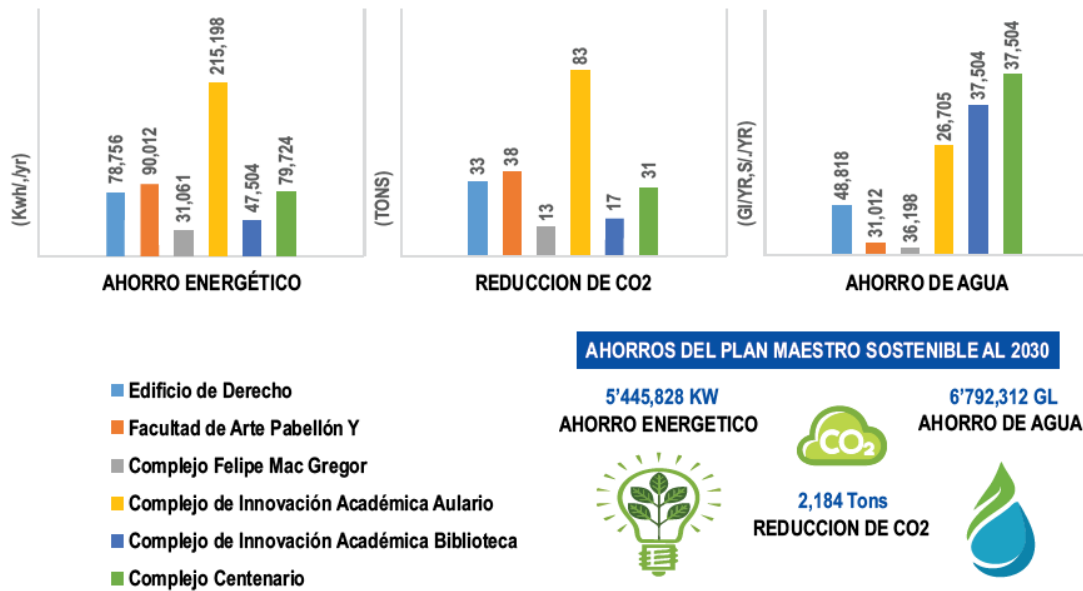 (Kwh/,/yr)
78,756
90,012
31,061
215,198
47,504
79,724
AHORRO ENERGÉTICO
(TONS)
33
38
13
83
17
31
REDUCCION DE CO2
(Gl/YR,S/./YR)
48,818
31,012
36,198
26,705
37,504
37,504
AHORRO DE AGUA
Edificio de Derecho
Facultad de Arte Pabellón Y
Complejo Felipe Mac Gregor
Complejo de Innovación Académica Aulario
Complejo de Innovación Académica Biblioteca
Complejo Centenario
AHORROS DEL PLAN MAESTRO SOSTENIBLE AL 2030
5'445,828 KW
AHORRO ENERGETICO
CO2
2,184 Tons
REDUCCION DE CO2
6'792,312 GL
AHORRO DE AGUA